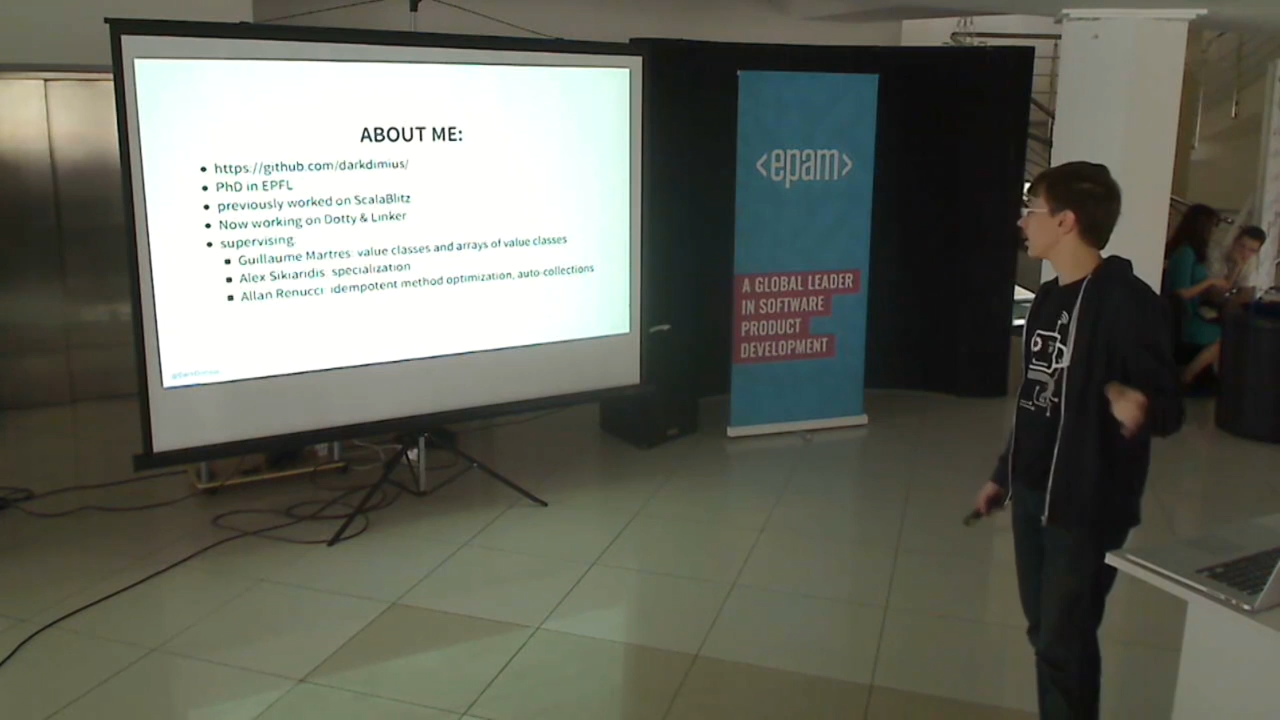 ABOUT ME:
https://github.com/darkdimius/
PhD in EPFL
previously worked on ScalaBlitz
Now working on Dotty & Linker
supervising:
Guillaume Martres: value classes and arrays of value classes
Alex Sikiaridis: specialization
Allan Renucci: idempotent method optimization, auto-collections
@DarkDimius
<epam>
A GLOBAL LEADER
IN SOFTWARE
PRODUCT
DEVELOPMENT